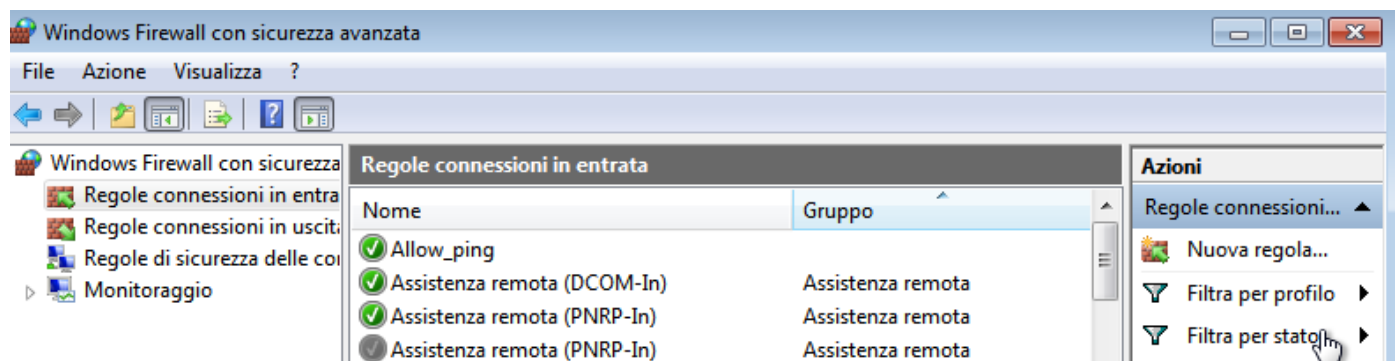 Windows Firewall con sicurezza avanzata
File Azione Visualizza ?
Windows Firewall con sicurezza
Regole connessioni in entra
Regole connessioni in uscita
Regole di sicurezza delle co
Monitoraggio
Regole connessioni in entrata
Nome Gruppo
Allow_ping
Assistenza remota (DCOM-In) Assistenza remota
Assistenza remota (PNRP-In) Assistenza remota
Assistenza remota (PNRP-In) Assistenza remota
Azioni
Regole connessioni...
Nuova regola...
Filtra per profilo
Filtra per stato